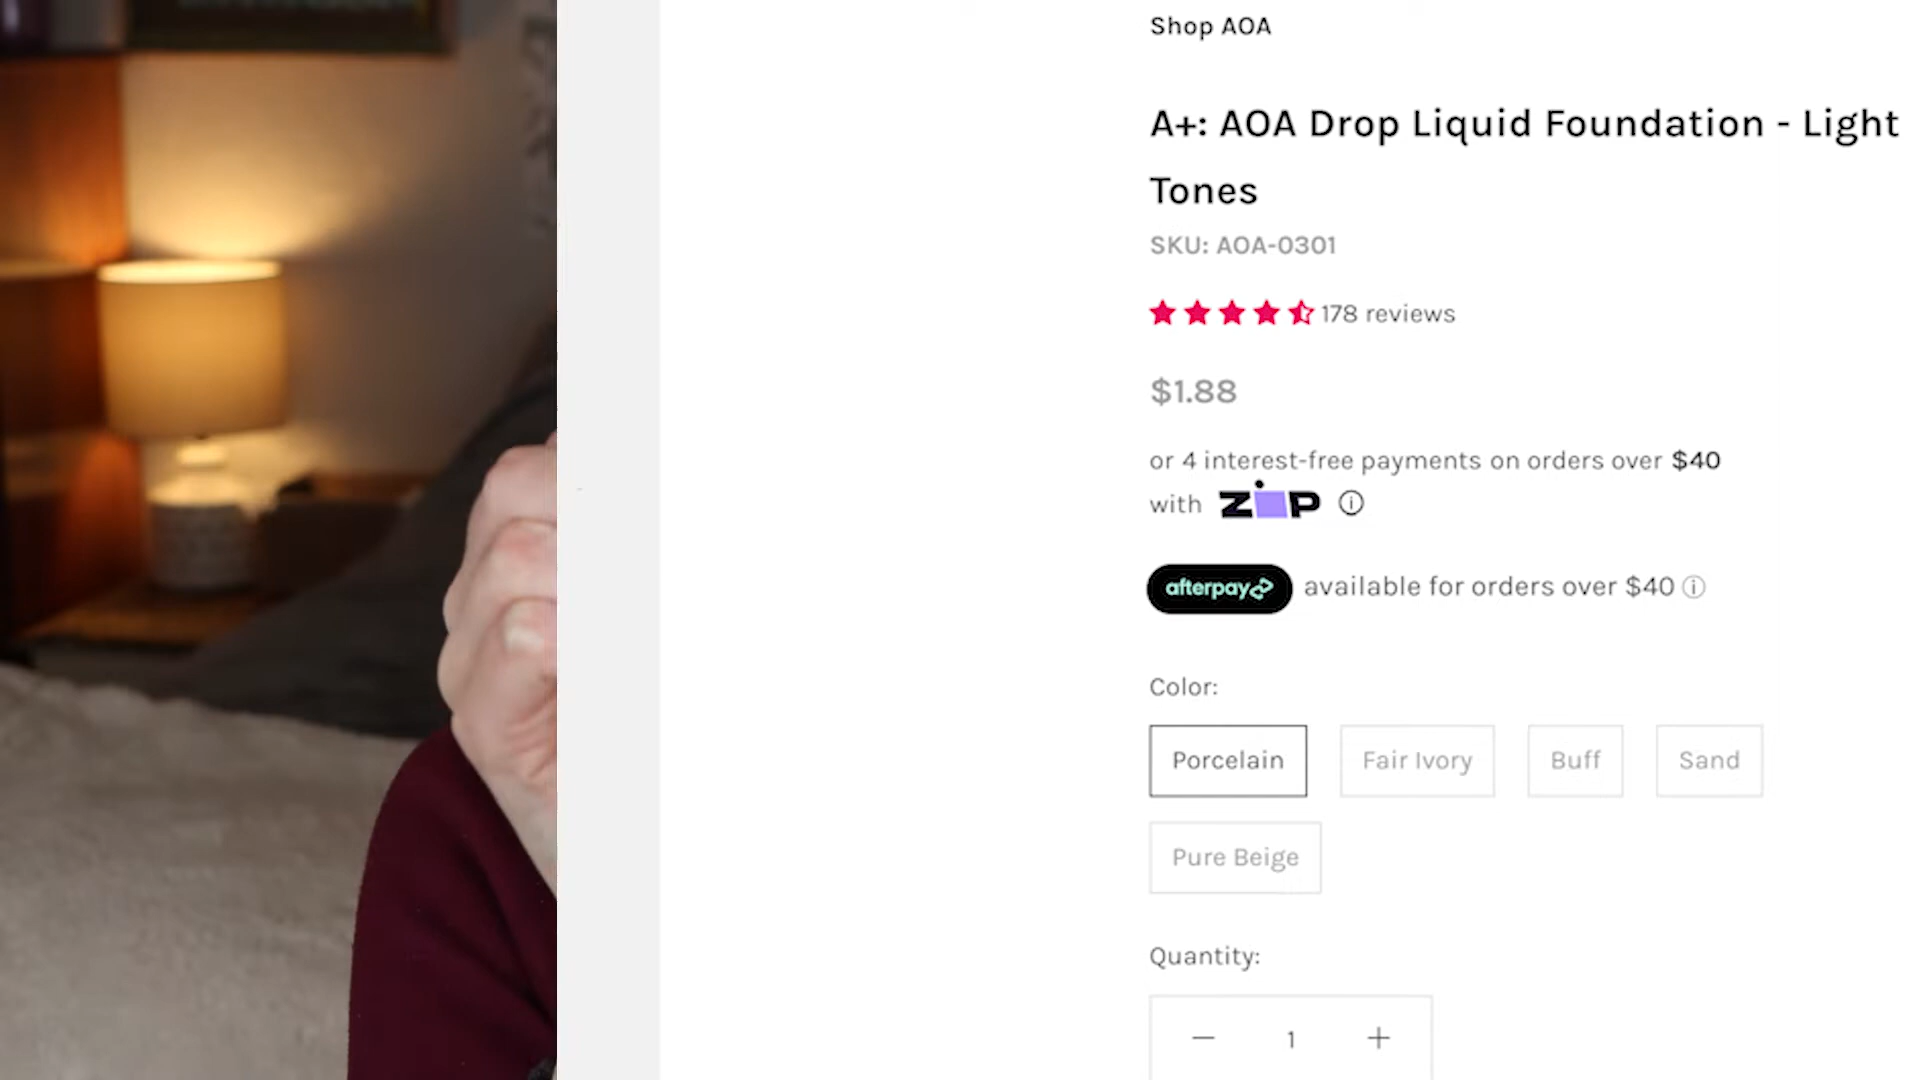 Shop AOA
A+: AOA Drop Liquid Foundation - Light
Tones
SKU: AOA-0301
178 reviews
$1.88
or 4 interest-free payments on orders over $40
with ZIP
afterpay available for orders over $40
Color:
Porcelain Fair Ivory Buff Sand
Pure Beige
Quantity:
1